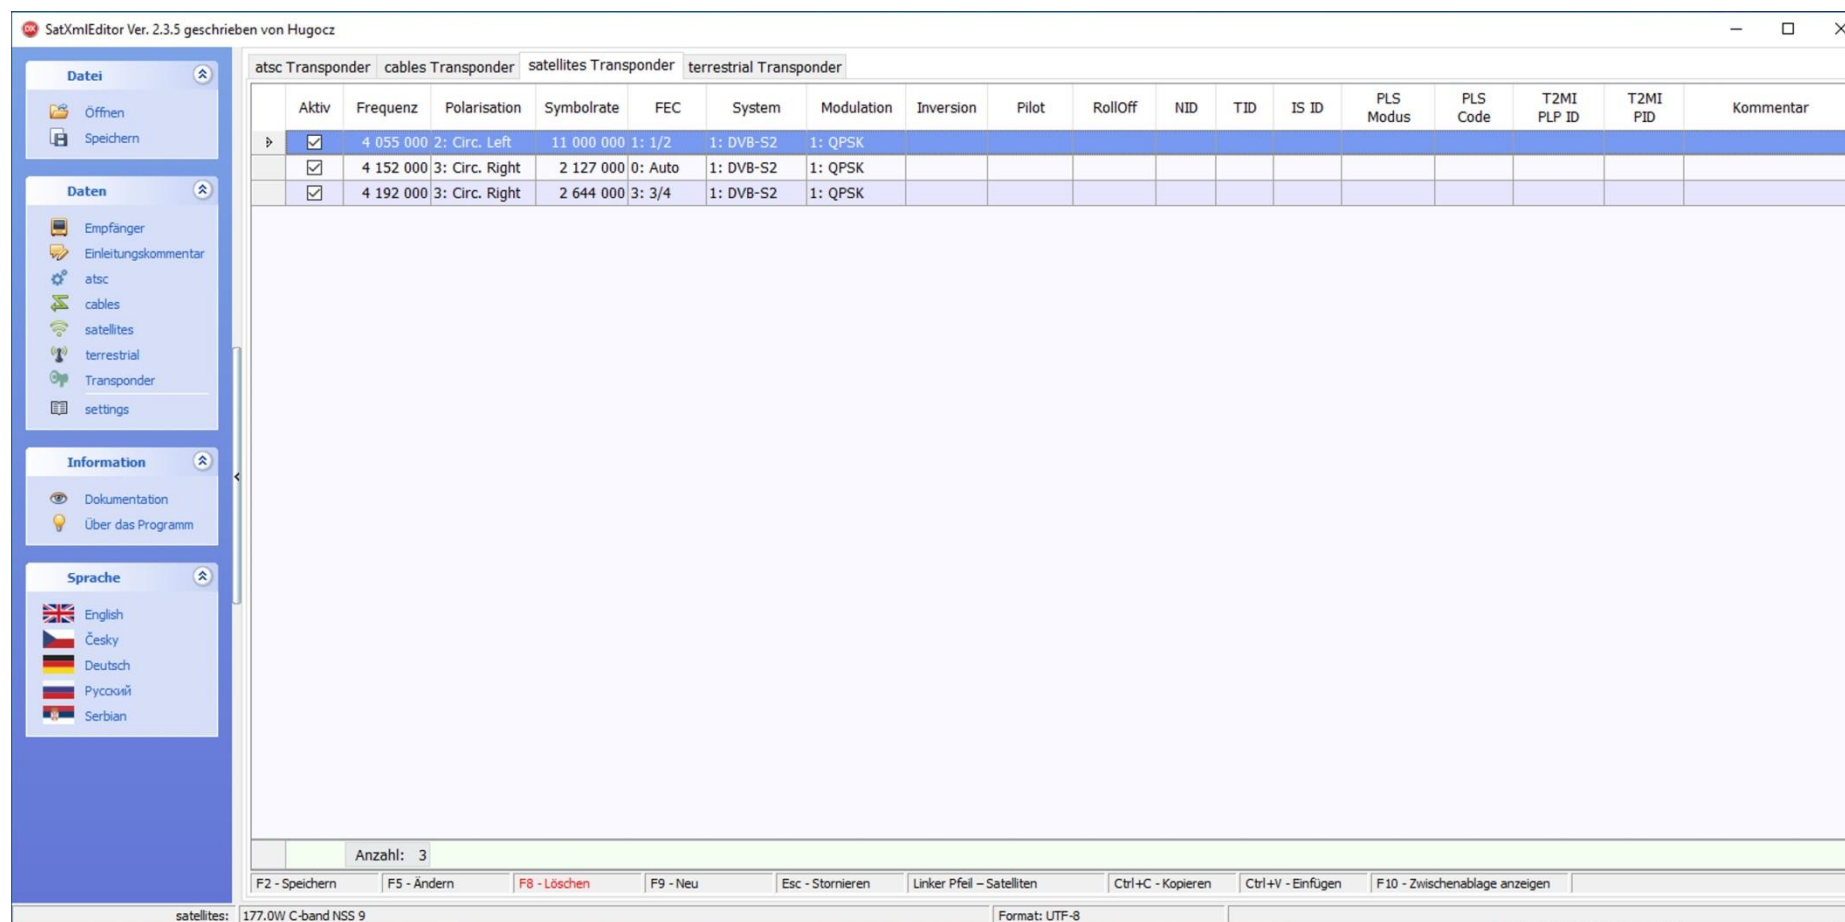 SatXmlEditor Ver. 2.3.5 geschrieben von Hugocz
Datei
Öffnen
Speichern
Daten
Empfänger
Einleitungskommentar
atsc
cables
satellites
terrestrial
Transponder
settings
Information
Dokumentation
Über das Programm
Sprache
English
Česky
Deutsch
Русский
Serbian
atsc Transponder cables Transponder satellites Transponder terrestrial Transponder
Aktiv Frequenz Polarisation Symbolrate FEC System Modulation Inversion Pilot RollOff NID TID IS ID PLS Modus PLS Code T2MI PLP ID T2MI PID Kommentar
4 055 000 2: Circ. Left 11 000 000 1: 1/2 1: DVB-S2 1: QPSK
4 152 000 3: Circ. Right 2 127 000 0: Auto 1: DVB-S2 1: QPSK
4 192 000 3: Circ. Right 2 644 000 3: 3/4 1: DVB-S2 1: QPSK
Anzahl: 3
F2 - Speichern F5 - Ändern F8 - Löschen F9 - Neu Esc - Stornieren Linker Pfeil – Satelliten Ctrl+C - Kopieren Ctrl+V - Einfügen F10 - Zwischenablage anzeigen
satellites: 177.0W C-band NSS 9 Format: UTF-8